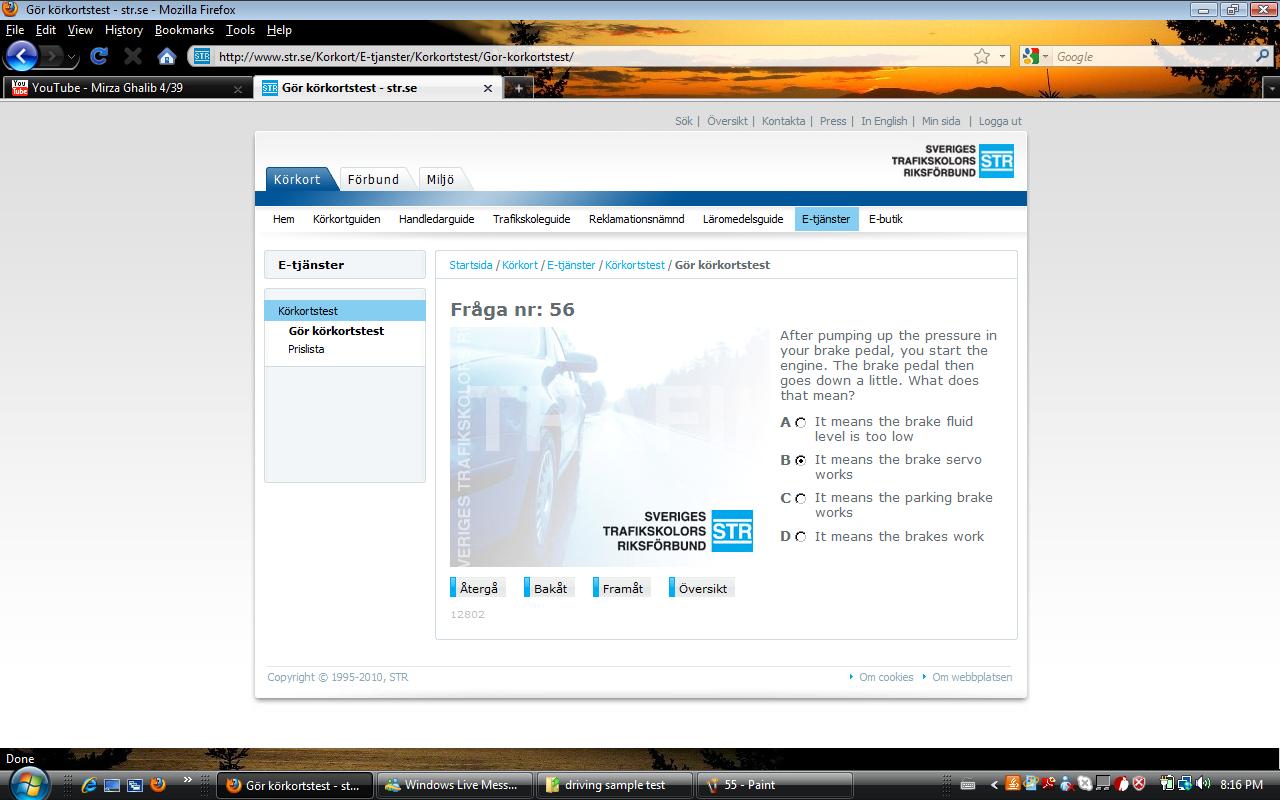 Gör körkortstest - str.se - Mozilla Firefox
File Edit View History Bookmarks Tools Help
STR http://www.str.se/Korkort/E-tjanster/Korkortstest/Gor-korkortstest/ Google
You Tube YouTube - Mirza Ghalib 4/39
STR Gör körkortstest - str.se
Sök | Översikt | Kontakta | Press | In English | Min sida | Logga ut
SVERIGES
TRAFIKSKOLORS STR
RIKSFÖRBUND
Körkort Förbund Miljö
Hem Körkortguiden Handledarguide Trafikskoleguide Reklamationsnämnd Läromedelsguide E-tjänster E-butik
E-tjänster
Körkortstest
Gör körkortstest
Prislista
Startsida / Körkort / E-tjänster / Körkortstest / Gör körkortstest
Fråga nr: 56
VERIGES TRAFIKSKOLORS R
TRAFI
SVERIGES
TRAFIKSKOLORS STR
RIKSFÖRBUND
After pumping up the pressure in
your brake pedal, you start the
engine. The brake pedal then
goes down a little. What does
that mean?
A It means the brake fluid
level is too low
B It means the brake servo
works
C It means the parking brake
works
D It means the brakes work
Återgå Bakåt Framåt Översikt
12802
Copyright © 1995-2010, STR
Om cookies Om webbplatsen
Done
Gör körkortstest - st... Windows Live Mess... driving sample test 55 - Paint 8:16 PM